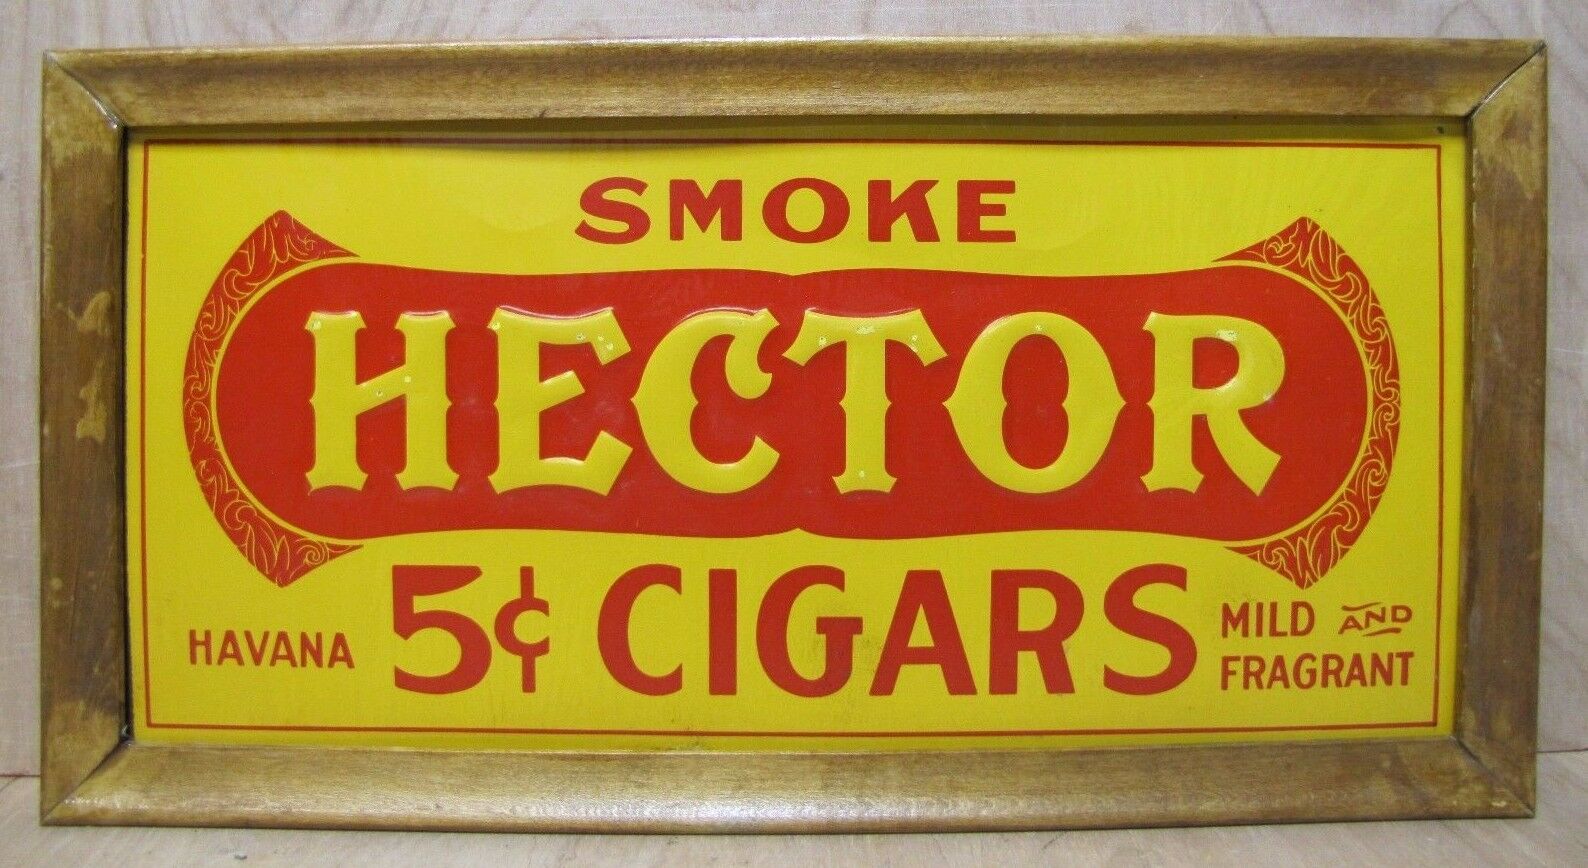 SMOKE
HECTOR
HAVANA 5¢ CIGARS MILD AND
FRAGRANT